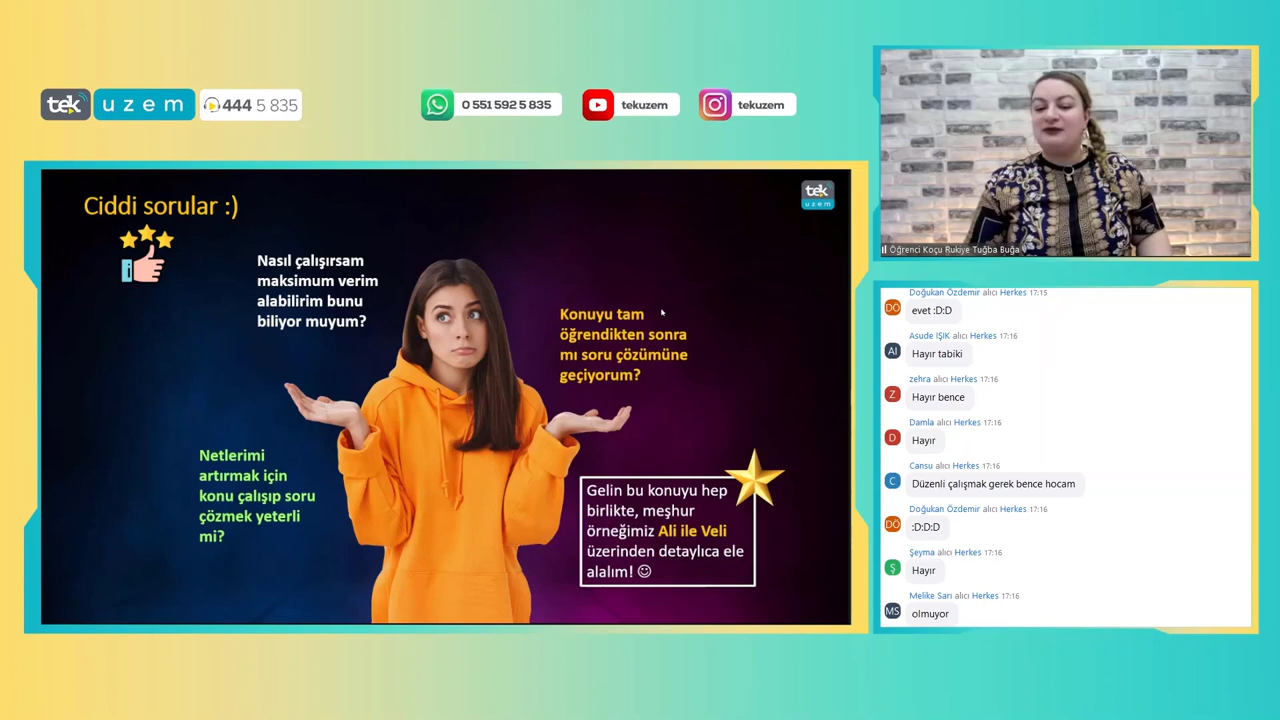 tek uzem 444 5 835
0 551 592 5 835
tekuzem
tekuzem
Ciddi sorular :)
tek
uzem
Nasıl çalışırsam
maksimum verim
alabilirim bunu
biliyor muyum?
Konuyu tam
öğrendikten sonra
mı soru çözümüne
geçiyorum?
Netlerimi
artırmak için
konu çalışıp soru
çözmek yeterli
mi?
Gelin bu konuyu hep
birlikte, meşhur
örneğimiz Ali ile Veli
üzerinden detaylıca ele
alalım! ☺
Öğrenci Koçu Rukiye Tuğba Buğa
Doğukan Özdemir alıcı Herkes 17:15
DÖ evet :D:D
Asude IŞIK alıcı Herkes 17:16
AI Hayır tabiki
zehra alıcı Herkes 17:16
Z Hayır bence
Damla alıcı Herkes 17:16
D Hayır
Cansu alıcı Herkes 17:16
C Düzenli çalışmak gerek bence hocam
Doğukan Özdemir alıcı Herkes 17:16
DÖ :D:D:D
Şeyma alıcı Herkes 17:16
Ş Hayır
Melike Sarı alıcı Herkes 17:16
MS olmuyor